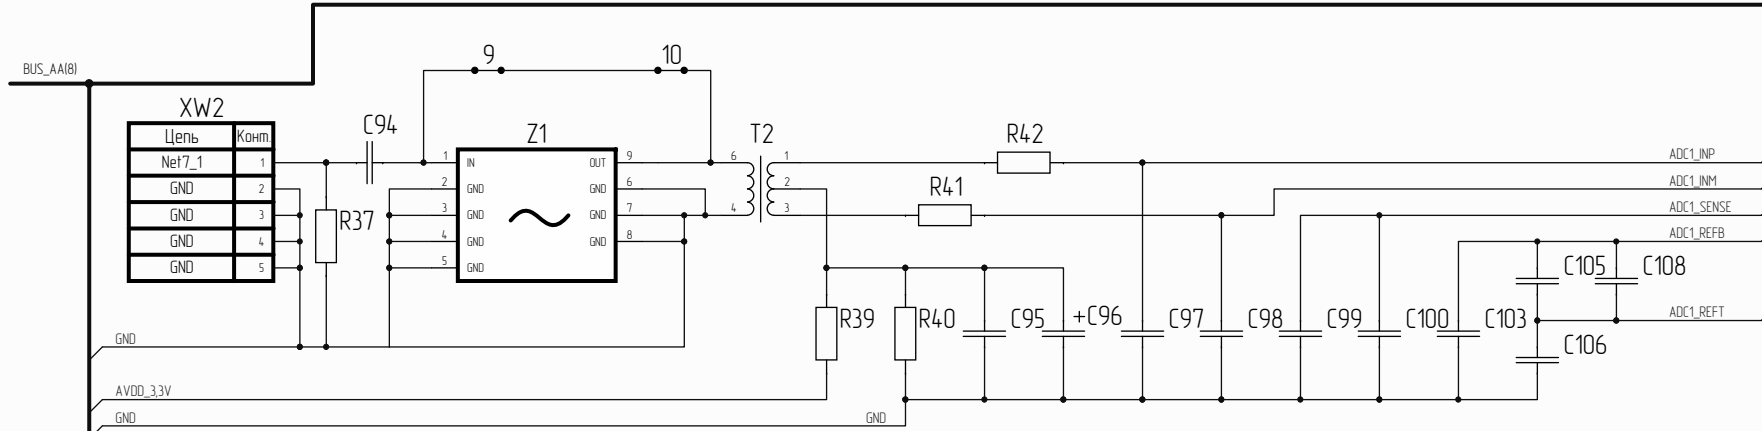 9 10
BUS_AA(8)
XW2
Цепь Конт.
Net7_1 1
GND 2
GND 3
GND 4
GND 5
R37
C94
Z1
1 IN OUT 9
2 GND GND 6
3 GND GND 7
4 GND GND 8
5 GND
T2
6 1
2
4 3
R42
R41
ADC1_INP
ADC1_INM
ADC1_SENSE
ADC1_REFB
C105 C108
ADC1_REFT
R39 R40 C95 +C96 C97 C98 C99 C100 C103
C106
GND
AVDD_3,3V
GND GND